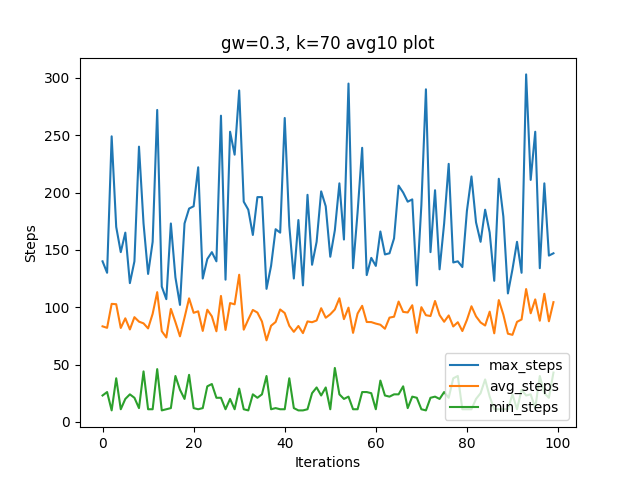 gw=0.3, k=70 avg10 plot
300
250
200
150
100
50
0
Steps
max_steps
avg_steps
min_steps
0 20 40 60 80 100
Iterations